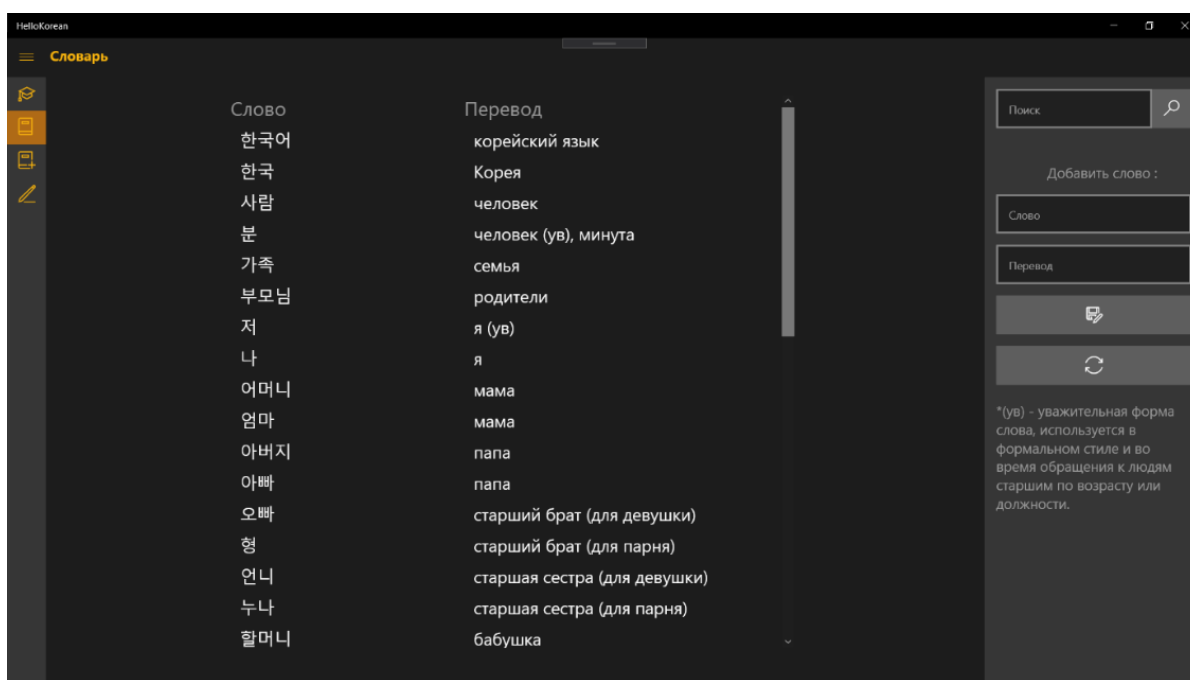 HelloKorean
Словарь
Слово Перевод
한국어 корейский язык
한국 Корея
사람 человек
분 человек (ув), минута
가족 семья
부모님 родители
저 я (ув)
나 я
어머니 мама
엄마 мама
아버지 папа
아빠 папа
오빠 старший брат (для девушки)
형 старший брат (для парня)
언니 старшая сестра (для девушки)
누나 старшая сестра (для парня)
할머니 бабушка
Поиск
Добавить слово :
Слово
Перевод
*(ув) - уважительная форма
слова, используется в
формальном стиле и во
время обращения к людям
старшим по возрасту или
должности.